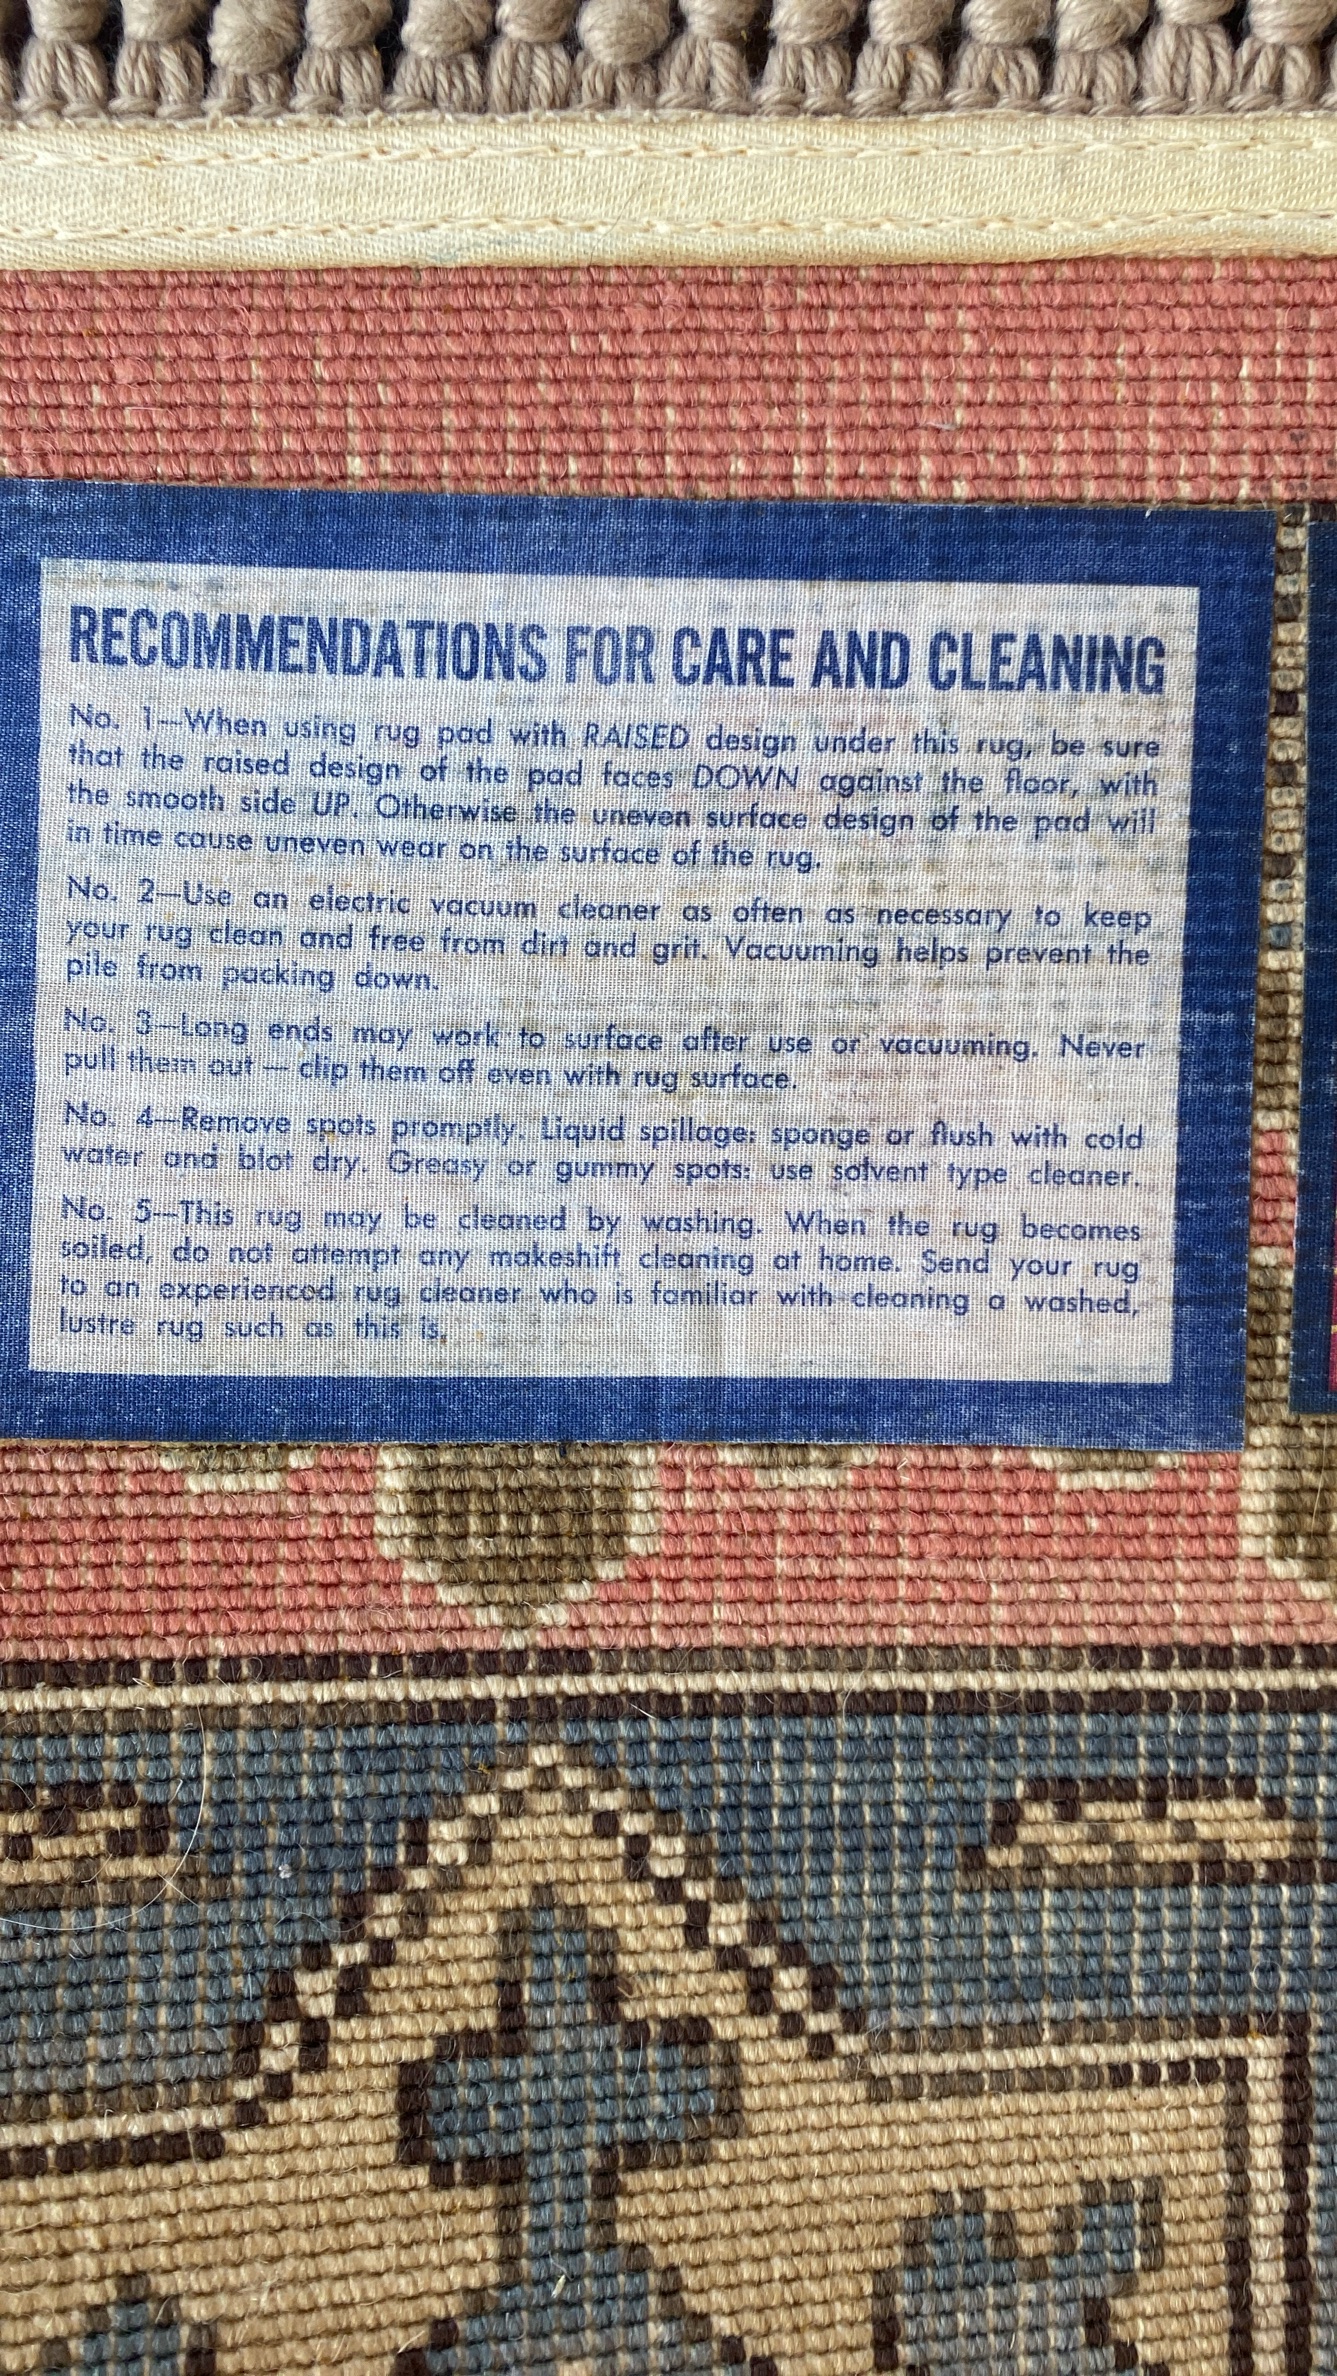 RECOMMENDATIONS FOR CARE AND CLEANING
No. 1—When using rug pad with RAISED design under this rug, be sure
that the raised design of the pad faces DOWN against the floor, with
the smooth side UP. Otherwise the uneven surface design of the pad will
in time cause uneven wear on the surface of the rug.
No. 2—Use an electric vacuum cleaner as often as necessary to keep
your rug clean and free from dirt and grit. Vacuuming helps prevent the
pile from packing down.
No. 3—Long ends may work to surface after use or vacuuming. Never
pull them out — clip them off even with rug surface.
No. 4—Remove spots promptly. Liquid spillage: sponge or flush with cold
water and blot dry. Greasy or gummy spots: use solvent type cleaner.
No. 5—This rug may be cleaned by washing. When the rug becomes
soiled, do not attempt any makeshift cleaning at home. Send your rug
to an experienced rug cleaner who is familiar with cleaning a washed,
lustre rug such as this is.